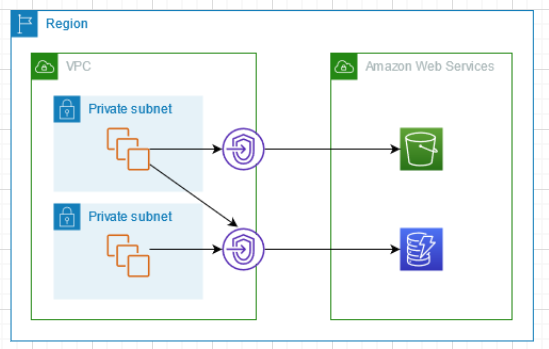 Region
VPC
Amazon Web Services
Private subnet
Private subnet